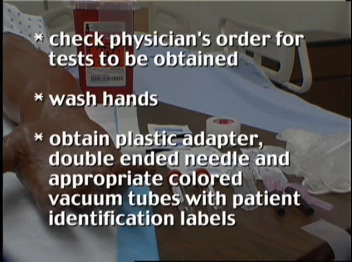 * check physician's order for
tests to be obtained
* wash hands
* obtain plastic adapter,
double ended needle and
appropriate colored
vacuum tubes with patient
identification labels